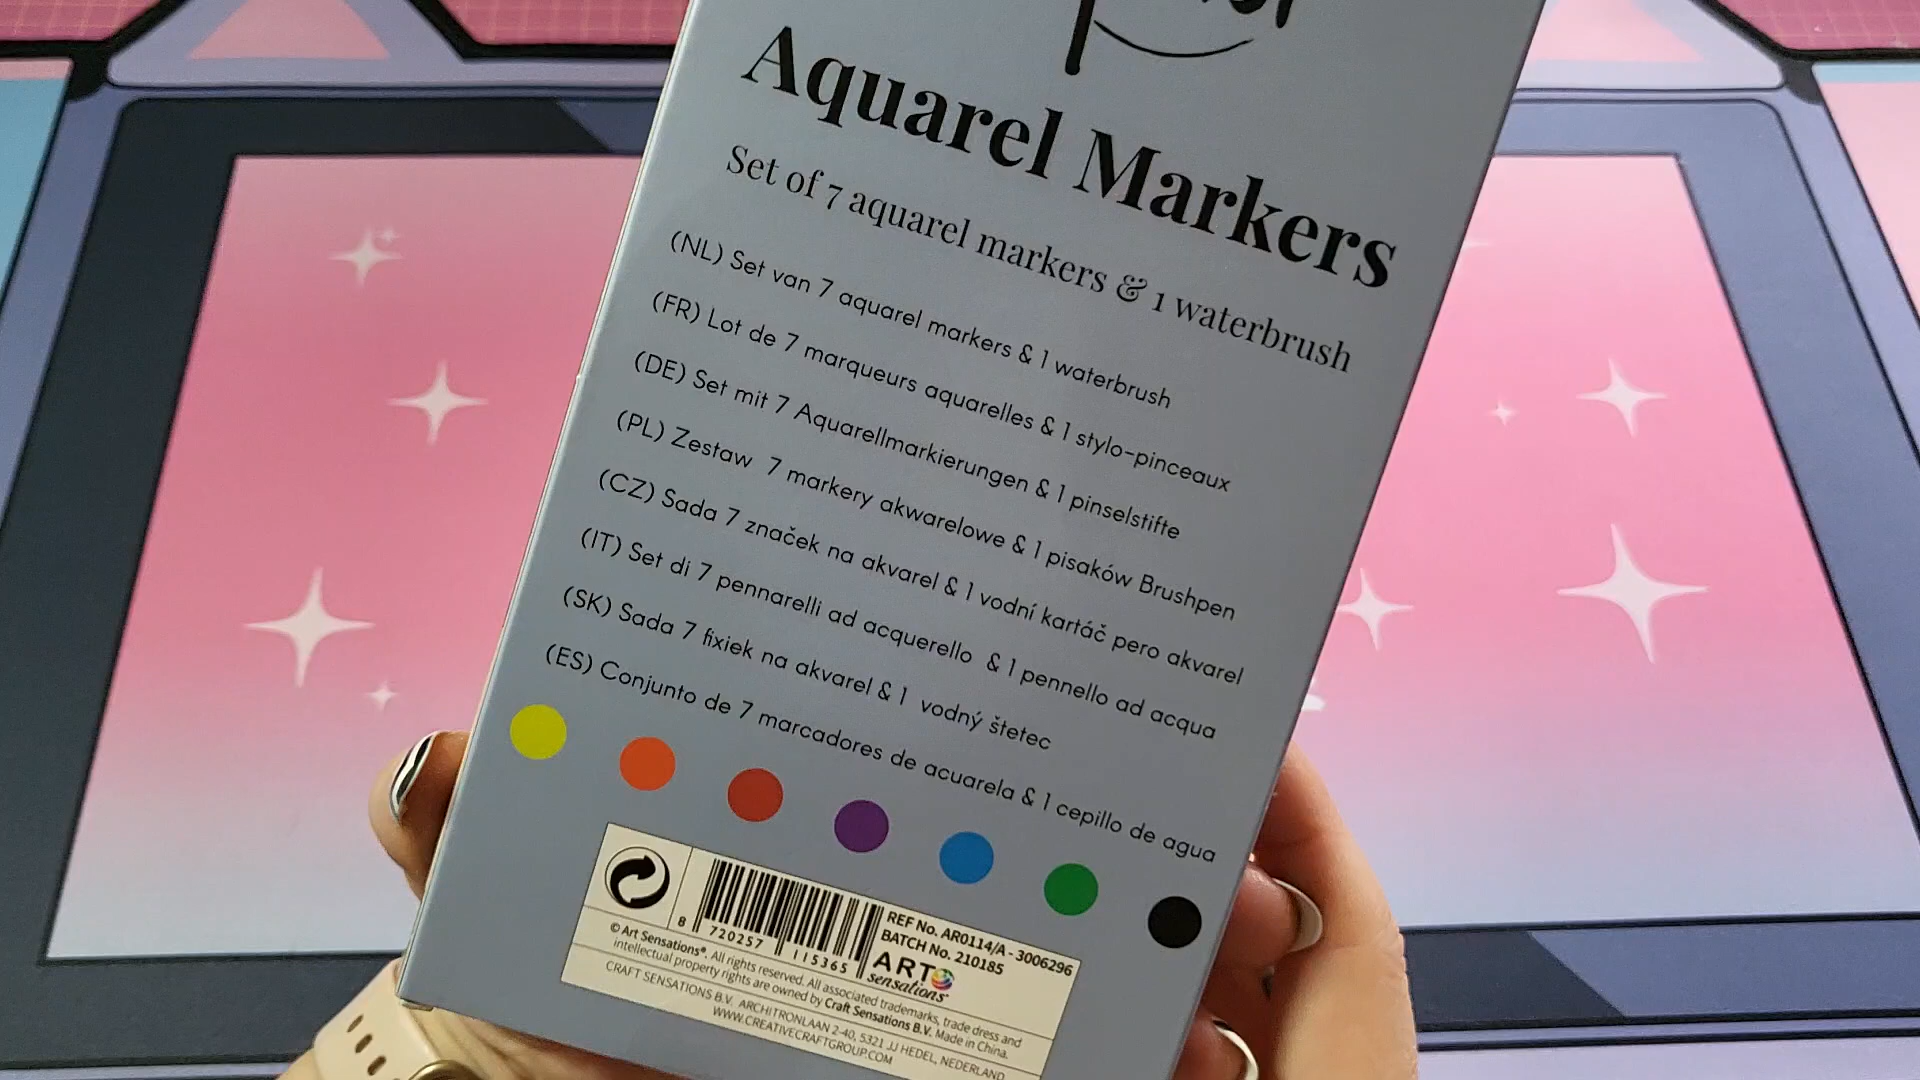 Aquarel Markers
Set of 7 aquarel markers & 1 waterbrush
(NL) Set van 7 aquarel markers & 1 waterbrush
(FR) Lot de 7 marqueurs aquarelles & 1 stylo-pinceaux
(DE) Set mit 7 Aquarellmarkierungen & 1 pinselstifte
(PL) Zestaw 7 markery akwarelowe & 1 pisaków Brushpen
(CZ) Sada 7 značek na akvarel & 1 vodní kartáč pero akvarel
(IT) Set di 7 pennarelli ad acquerello & 1 pennello ad acqua
(SK) Sada 7 fixiek na akvarel & 1 vodný štetec
(ES) Conjunto de 7 marcadores de acuarela & 1 cepillo de agua
8 720257 115365
REF No. AR0114/A - 3006296
BATCH No. 210185
ART
sensations
© Art Sensations®. All rights reserved. All associated trademarks, trade dress and
intellectual property rights are owned by Craft Sensations B.V. Made in China.
CRAFT SENSATIONS B.V. ARCHITRONLAAN 2-40, 5321 JJ HEDEL, NEDERLAND
WWW.CREATIVECRAFTGROUP.COM